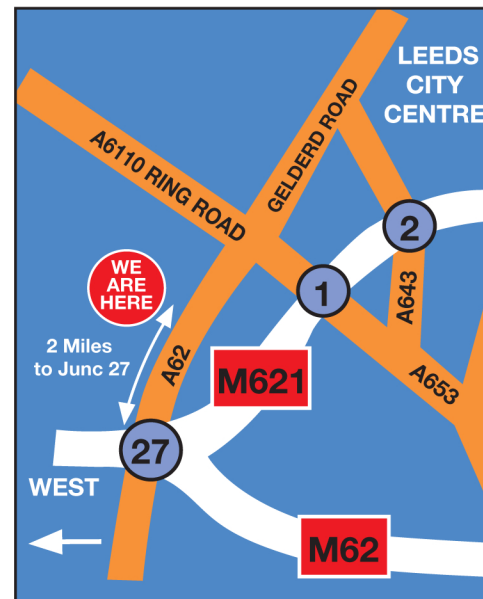 LEEDS
CITY
CENTRE
GELDERD ROAD
A6110 RING ROAD
2
WE
ARE
HERE
1
A643
2 Miles
to Junc 27
A62
M621
A653
27
WEST
M62